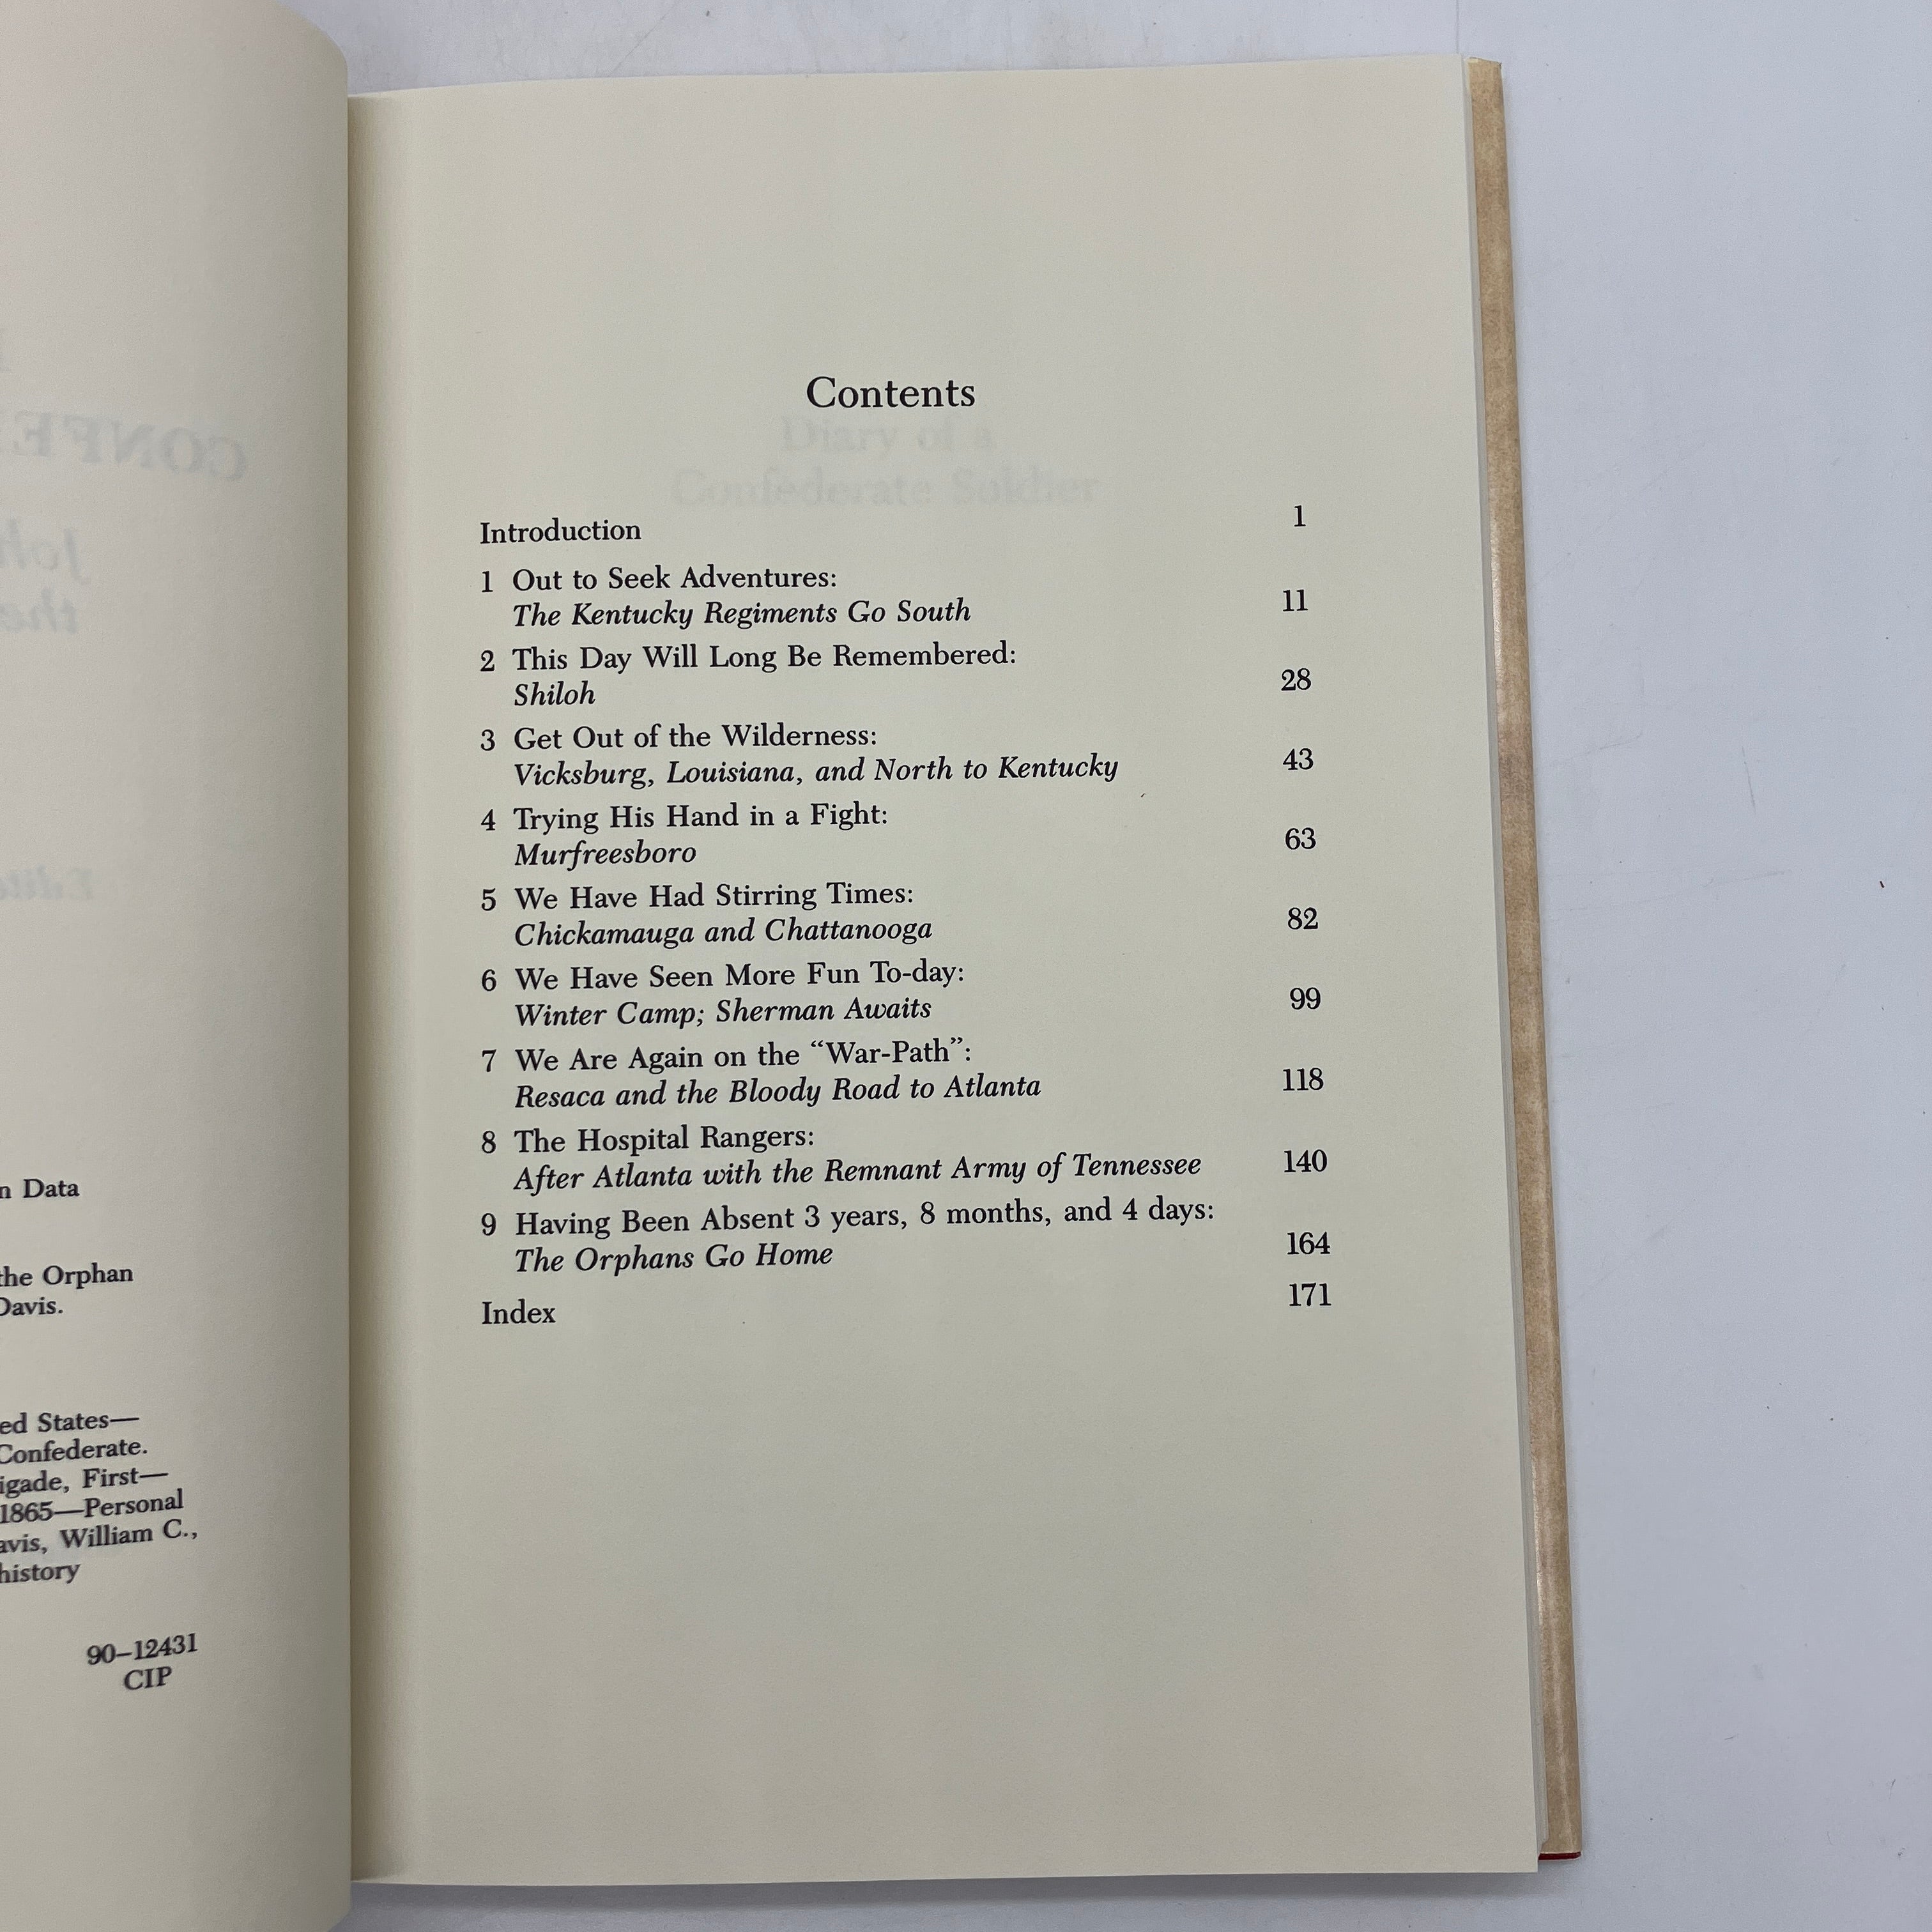 n Data
the Orphan
Davis.
ed States—
Confederate.
igade, First—
1865—Personal
avis, William C.,
history
90–12431
CIP
Contents
Diary of a
Confederate Soldier
Introduction 1
1 Out to Seek Adventures:
The Kentucky Regiments Go South 11
2 This Day Will Long Be Remembered:
Shiloh 28
3 Get Out of the Wilderness:
Vicksburg, Louisiana, and North to Kentucky 43
4 Trying His Hand in a Fight:
Murfreesboro 63
5 We Have Had Stirring Times:
Chickamauga and Chattanooga 82
6 We Have Seen More Fun To-day:
Winter Camp; Sherman Awaits 99
7 We Are Again on the “War-Path”:
Resaca and the Bloody Road to Atlanta 118
8 The Hospital Rangers:
After Atlanta with the Remnant Army of Tennessee 140
9 Having Been Absent 3 years, 8 months, and 4 days:
The Orphans Go Home 164
Index 171